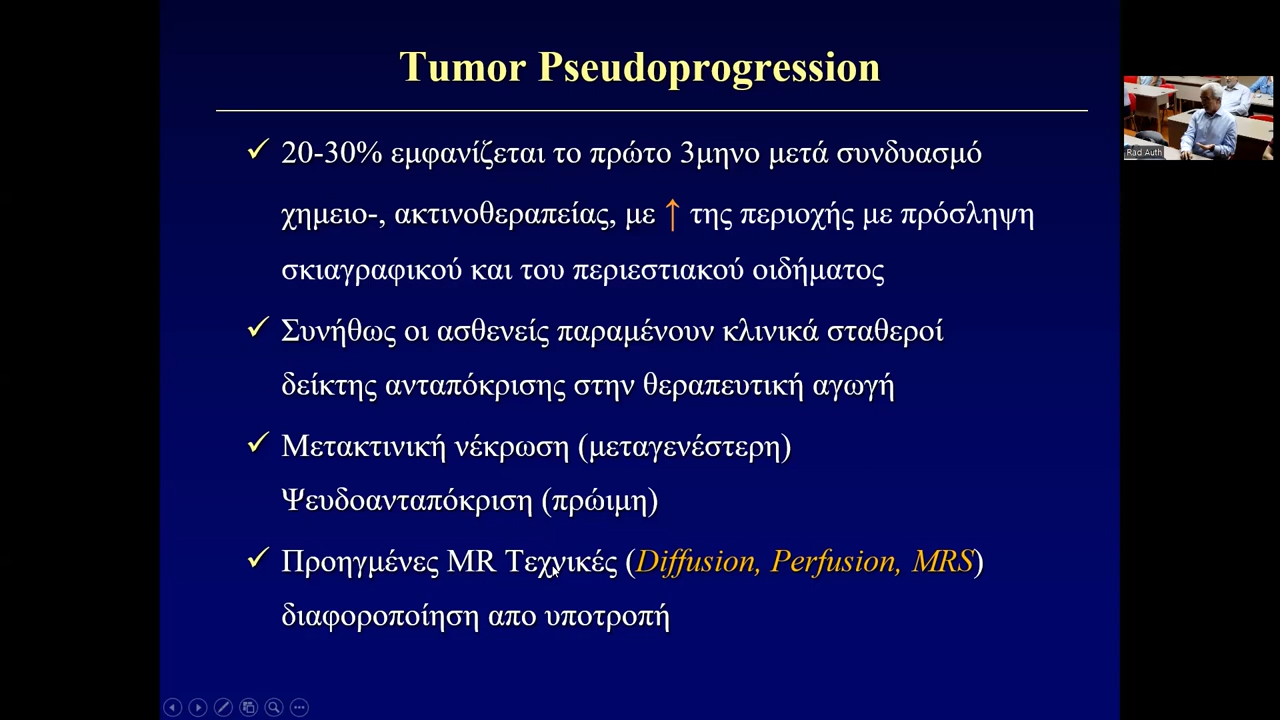 Tumor Pseudoprogression
✓ 20-30% εμφανίζεται το πρώτο 3μηνο μετά συνδυασμό
χημειο-, ακτινοθεραπείας, με ↑ της περιοχής με πρόσληψη
σκιαγραφικού και του περιεστιακού οιδήματος
✓ Συνήθως οι ασθενείς παραμένουν κλινικά σταθεροί
δείκτης ανταπόκρισης στην θεραπευτική αγωγή
✓ Μετακτινική νέκρωση (μεταγενέστερη)
Ψευδοανταπόκριση (πρώιμη)
✓ Προηγμένες MR Τεχνικές (Diffusion, Perfusion, MRS)
διαφοροποίηση απο υποτροπή
Rad Auth